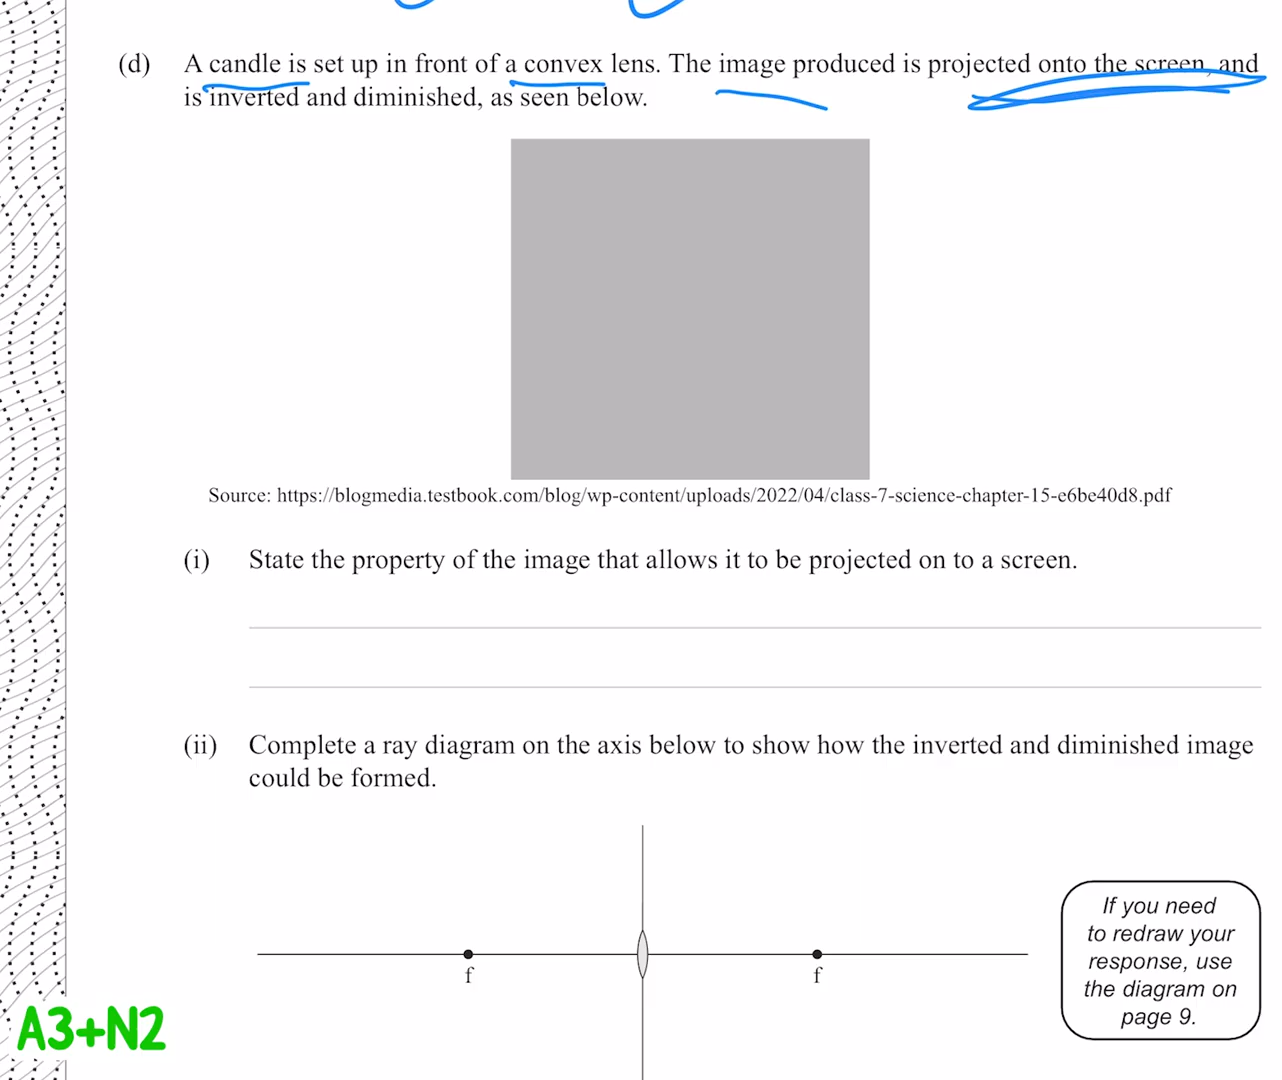 (d) A candle is set up in front of a convex lens. The image produced is projected onto the screen, and
is inverted and diminished, as seen below.
Source: https://blogmedia.testbook.com/blog/wp-content/uploads/2022/04/class-7-science-chapter-15-e6be40d8.pdf
(i) State the property of the image that allows it to be projected on to a screen.
(ii) Complete a ray diagram on the axis below to show how the inverted and diminished image
could be formed.
f f
If you need
to redraw your
response, use
the diagram on
page 9.
A3+N2